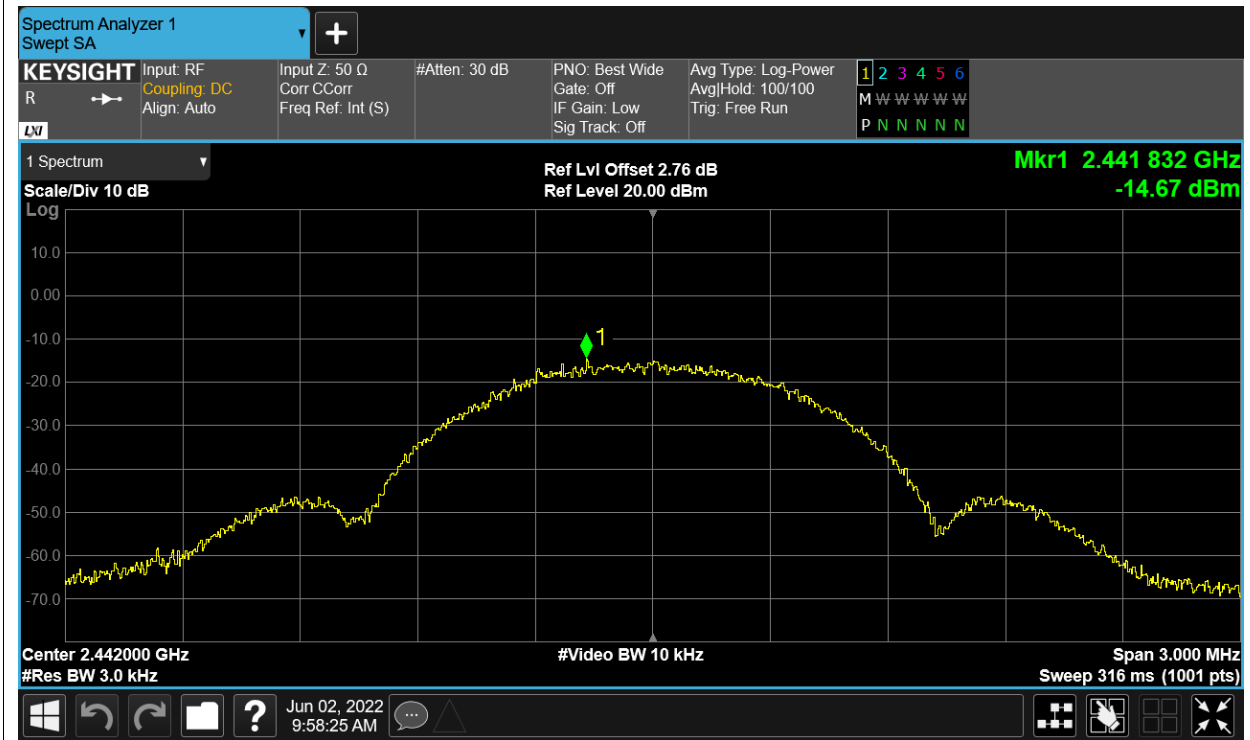 Spectrum Analyzer 1
Swept SA
KEYSIGHT
R
LXI
Input: RF
Coupling: DC
Align: Auto
Input Z: 50 Ω
Corr CCorr
Freq Ref: Int (S)
#Atten: 30 dB
PNO: Best Wide
Gate: Off
IF Gain: Low
Sig Track: Off
Avg Type: Log-Power
Avg|Hold: 100/100
Trig: Free Run
1 2 3 4 5 6
M W W W W W
P N N N N N
1 Spectrum
Scale/Div 10 dB
Log
Ref Lvl Offset 2.76 dB
Ref Level 20.00 dBm
Mkr1 2.441 832 GHz
-14.67 dBm
10.0
0.00
-10.0
-20.0
-30.0
-40.0
-50.0
-60.0
-70.0
1
Center 2.442000 GHz
#Res BW 3.0 kHz
#Video BW 10 kHz
Span 3.000 MHz
Sweep 316 ms (1001 pts)
?
Jun 02, 2022
9:58:25 AM